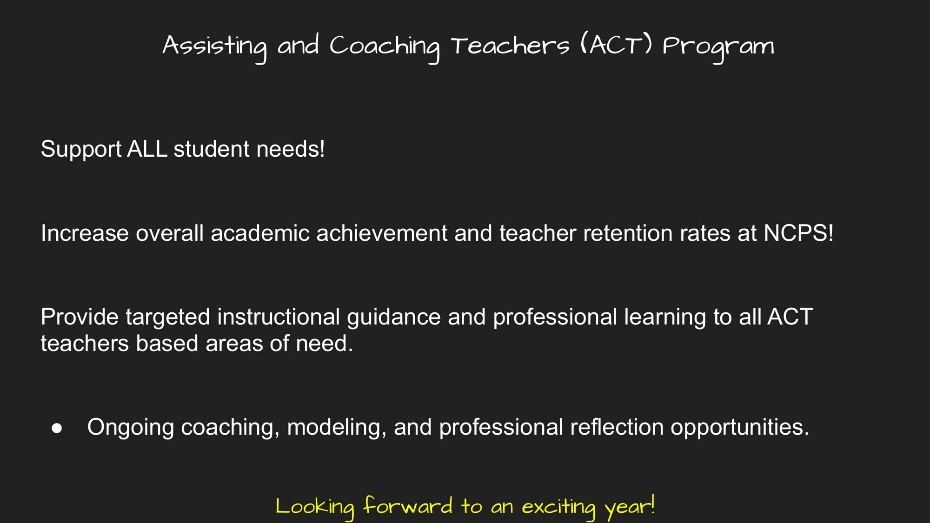 Assisting and Coaching Teachers (ACT) Program
Support ALL student needs!
Increase overall academic achievement and teacher retention rates at NCPS!
Provide targeted instructional guidance and professional learning to all ACT
teachers based areas of need.
● Ongoing coaching, modeling, and professional reflection opportunities.
Looking forward to an exciting year!